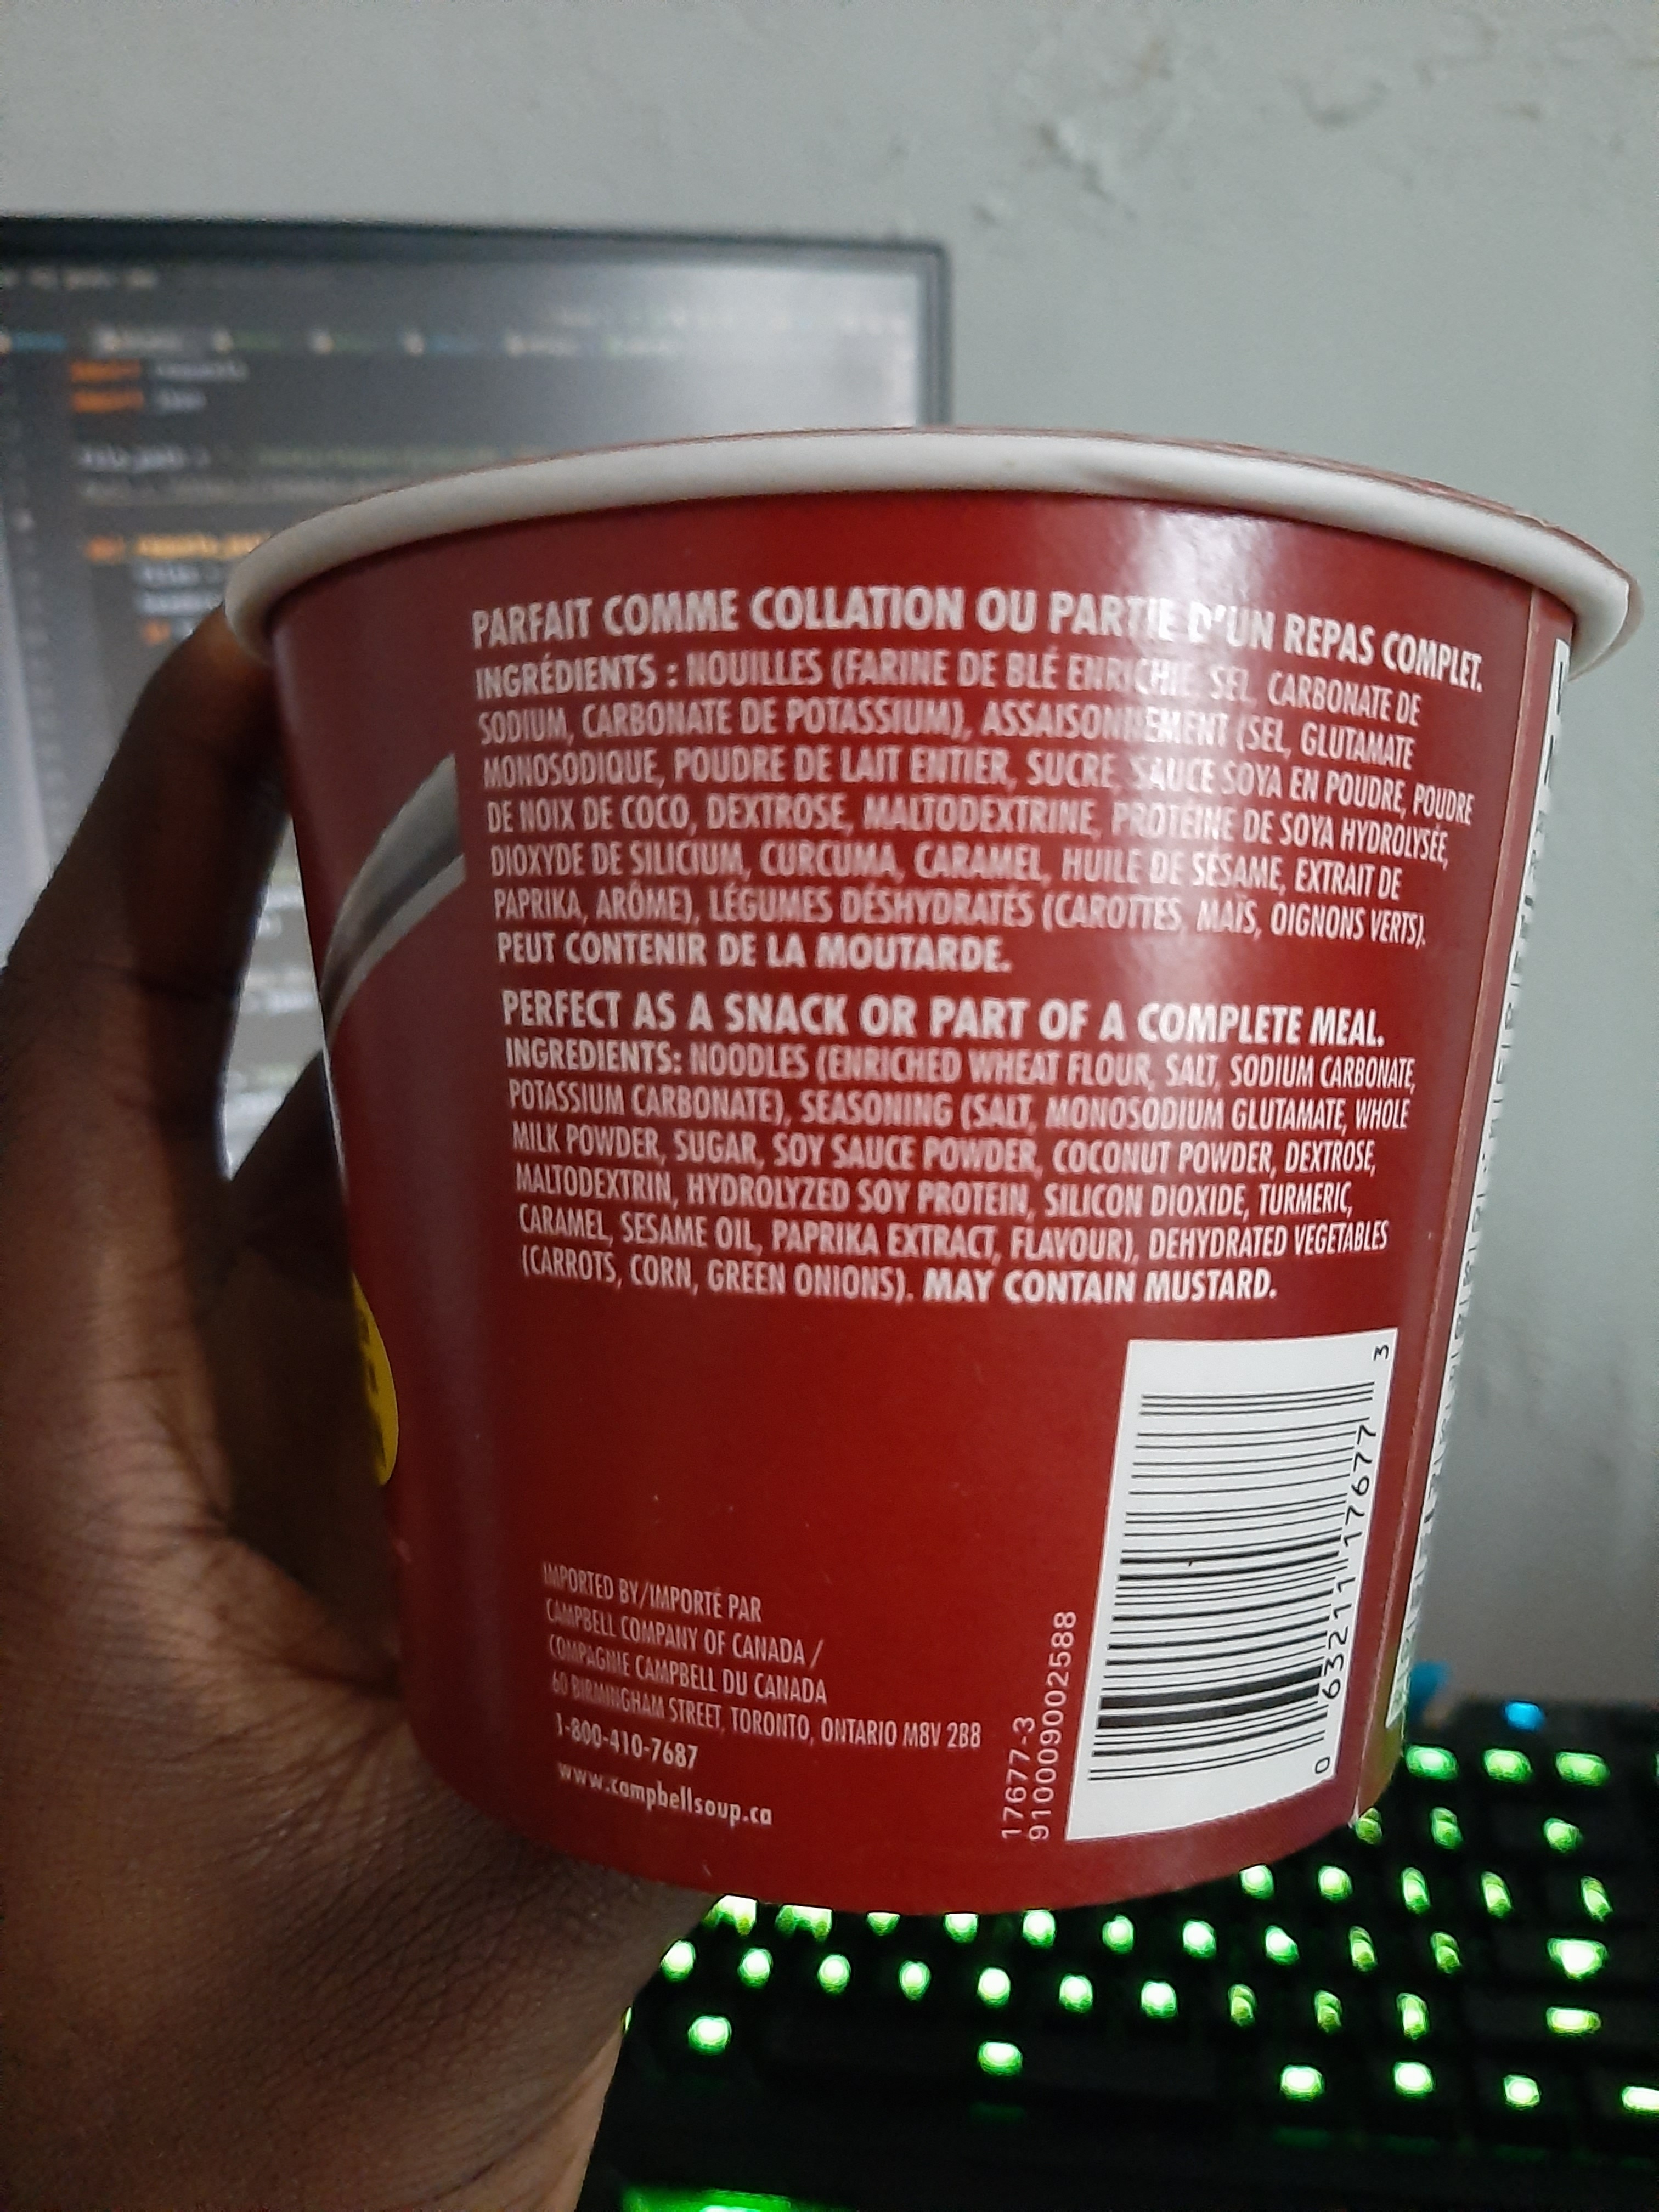 PARFAIT COMME COLLATION OU PARTIE D'UN REPAS COMPLET.
INGRÉDIENTS : NOUILLES (FARINE DE BLÉ ENRICHIE, SEL, CARBONATE DE
SODIUM, CARBONATE DE POTASSIUM), ASSAISONNEMENT (SEL, GLUTAMATE
MONOSODIQUE, POUDRE DE LAIT ENTIER, SUCRE, SAUCE SOYA EN POUDRE, POUDRE
DE NOIX DE COCO, DEXTROSE, MALTODEXTRINE, PROTÉINE DE SOYA HYDROLYSÉE,
DIOXYDE DE SILICIUM, CURCUMA, CARAMEL, HUILE DE SÉSAME, EXTRAIT DE
PAPRIKA, ARÔME), LÉGUMES DÉSHYDRATÉS (CAROTTES, MAÏS, OIGNONS VERTS).
PEUT CONTENIR DE LA MOUTARDE.
PERFECT AS A SNACK OR PART OF A COMPLETE MEAL.
INGREDIENTS: NOODLES (ENRICHED WHEAT FLOUR, SALT, SODIUM CARBONATE,
POTASSIUM CARBONATE), SEASONING (SALT, MONOSODIUM GLUTAMATE, WHOLE
MILK POWDER, SUGAR, SOY SAUCE POWDER, COCONUT POWDER, DEXTROSE,
MALTODEXTRIN, HYDROLYZED SOY PROTEIN, SILICON DIOXIDE, TURMERIC,
CARAMEL, SESAME OIL, PAPRIKA EXTRACT, FLAVOUR), DEHYDRATED VEGETABLES
(CARROTS, CORN, GREEN ONIONS). MAY CONTAIN MUSTARD.
IMPORTED BY/IMPORTÉ PAR
CAMPBELL COMPANY OF CANADA /
COMPAGNIE CAMPBELL DU CANADA
60 BIRMINGHAM STREET, TORONTO, ONTARIO M8V 2B8
1-800-410-7687
www.campbellsoup.ca
17677-3
910009002588
0 63211 17677 3
import
import